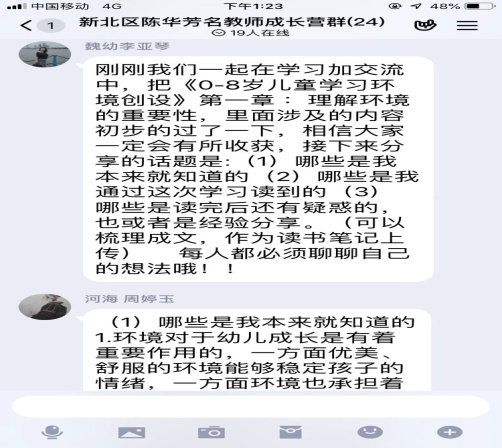 中国移动 4G 下午1:23 48%
1 新北区陈华芳名教师成长营群(24)
19人在线
魏幼李亚琴
刚刚我们一起在学习加交流
中，把《0-8岁儿童学习环
境创设》第一章：理解环境
的重要性，里面涉及的内容
初步的过了一下，相信大家
一定会有所收获，接下来分
享的话题是:（1）哪些是我
本来就知道的（2）哪些是我
通过这次学习读到的（3）
哪些是读完后还有疑惑的，
也或者是经验分享。（可以
梳理成文，作为读书笔记上
传） 每人都必须聊聊自己
的想法哦！！
河海 周婷玉
（1）哪些是我本来就知道的
1.环境对于幼儿成长是有着
重要作用的，一方面优美、
舒服的环境能够稳定孩子的
情绪，一方面环境也承担着